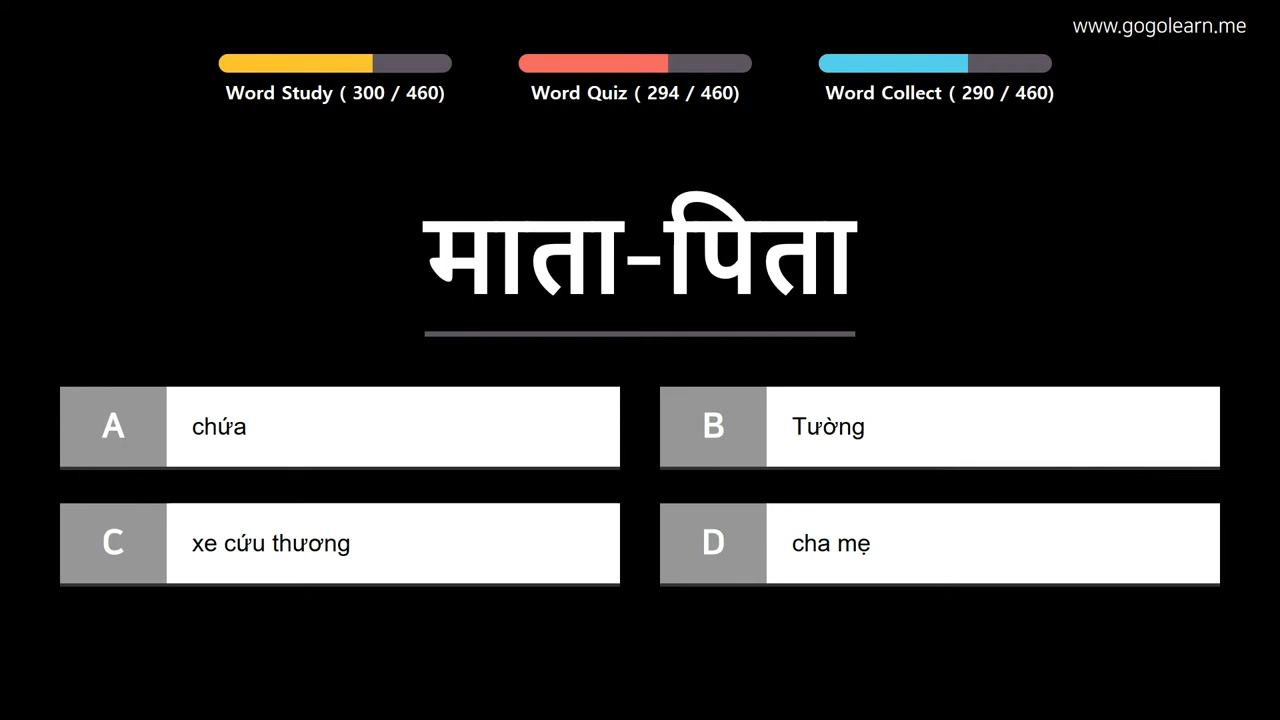 www.gogolearn.me
Word Study ( 300 / 460)
Word Quiz ( 294 / 460)
Word Collect ( 290 / 460)
माता-पिता
A
chứa
B
Tường
C
xe cứu thương
D
cha mẹ